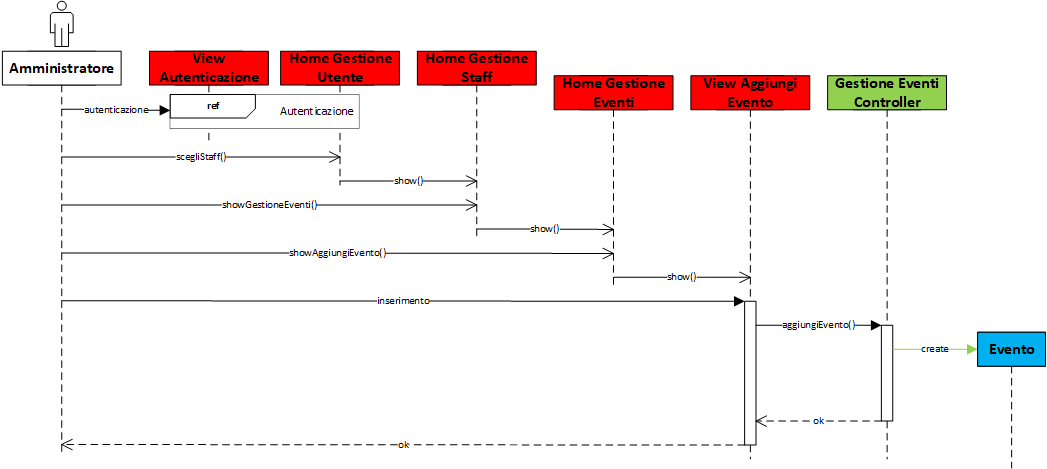 Amministratore
View
Autenticazione
Home Gestione
Utente
Home Gestione
Staff
Home Gestione
Eventi
View Aggiungi
Evento
Gestione Eventi
Controller
ref
autenticazione
Autenticazione
scegliStaff()
show()
showGestioneEventi()
show()
showAggiungiEvento()
show()
inserimento
aggiungiEvento()
create
Evento
ok
ok